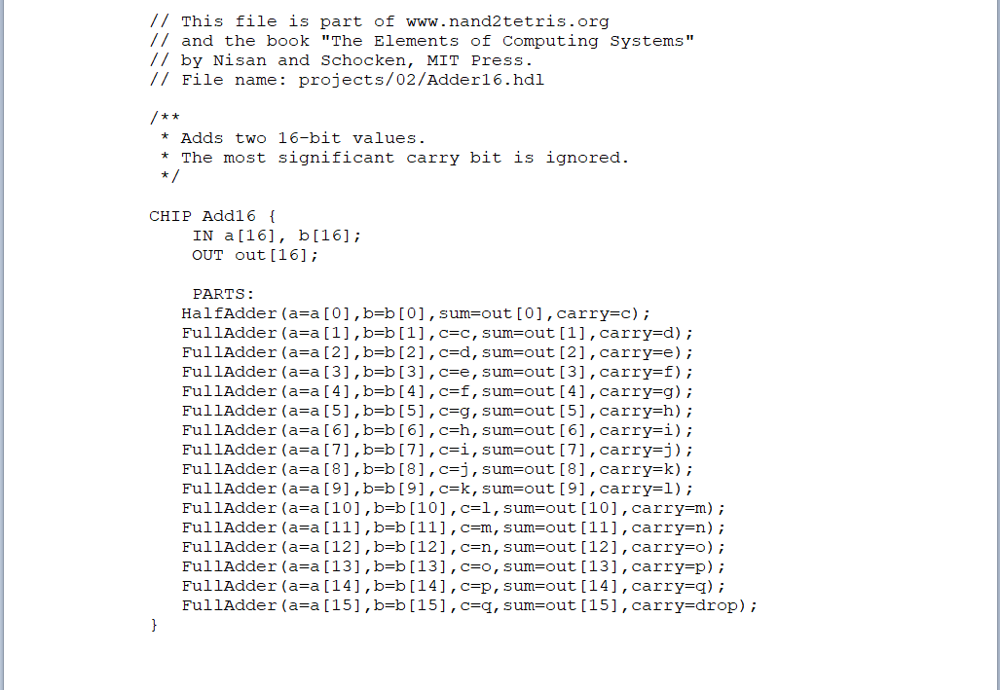 // This file is part of www.nand2tetris.org
// and the book "The Elements of Computing Systems"
// by Nisan and Schocken, MIT Press.
// File name: projects/02/Adder16.hdl
/**
 * Adds two 16-bit values.
 * The most significant carry bit is ignored.
 */
CHIP Add16 {
    IN a[16], b[16];
    OUT out[16];
    PARTS:
   HalfAdder(a=a[0],b=b[0],sum=out[0],carry=c);
   FullAdder(a=a[1],b=b[1],c=c,sum=out[1],carry=d);
   FullAdder(a=a[2],b=b[2],c=d,sum=out[2],carry=e);
   FullAdder(a=a[3],b=b[3],c=e,sum=out[3],carry=f);
   FullAdder(a=a[4],b=b[4],c=f,sum=out[4],carry=g);
   FullAdder(a=a[5],b=b[5],c=g,sum=out[5],carry=h);
   FullAdder(a=a[6],b=b[6],c=h,sum=out[6],carry=i);
   FullAdder(a=a[7],b=b[7],c=i,sum=out[7],carry=j);
   FullAdder(a=a[8],b=b[8],c=j,sum=out[8],carry=k);
   FullAdder(a=a[9],b=b[9],c=k,sum=out[9],carry=l);
   FullAdder(a=a[10],b=b[10],c=l,sum=out[10],carry=m);
   FullAdder(a=a[11],b=b[11],c=m,sum=out[11],carry=n);
   FullAdder(a=a[12],b=b[12],c=n,sum=out[12],carry=o);
   FullAdder(a=a[13],b=b[13],c=o,sum=out[13],carry=p);
   FullAdder(a=a[14],b=b[14],c=p,sum=out[14],carry=q);
   FullAdder(a=a[15],b=b[15],c=q,sum=out[15],carry=drop);
}